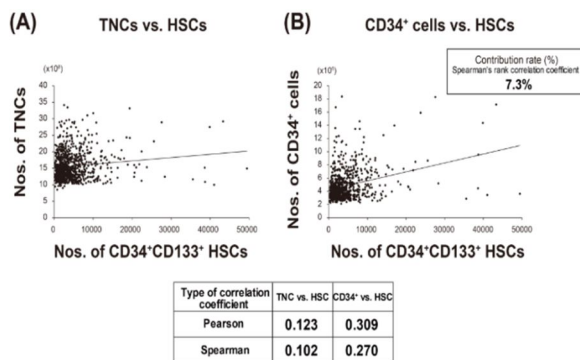 (A)
TNCs vs. HSCs
(x10⁸)
Nos. of TNCs
40
35
30
25
20
15
10
5
0
0 10000 20000 30000 40000 50000
Nos. of CD34⁺CD133⁺ HSCs
(B)
CD34⁺ cells vs. HSCs
Contribution rate (%)
Spearman's rank correlation coefficient
7.3%
Nos. of CD34⁺ cells
20
18
16
14
12
10
8
6
4
2
0
0 10000 20000 30000 40000 50000
Nos. of CD34⁺CD133⁺ HSCs
Type of correlation coefficient TNC vs. HSC CD34⁺ vs. HSC
Pearson 0.123 0.309
Spearman 0.102 0.270